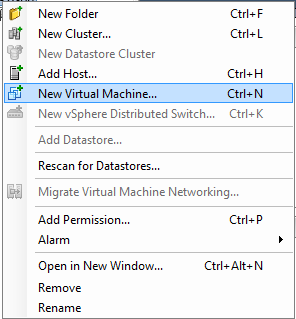 New Folder Ctrl+F
New Cluster... Ctrl+L
New Datastore Cluster
Add Host... Ctrl+H
New Virtual Machine... Ctrl+N
New vSphere Distributed Switch... Ctrl+K
Add Datastore...
Rescan for Datastores...
Migrate Virtual Machine Networking...
Add Permission... Ctrl+P
Alarm
Open in New Window... Ctrl+Alt+N
Remove
Rename